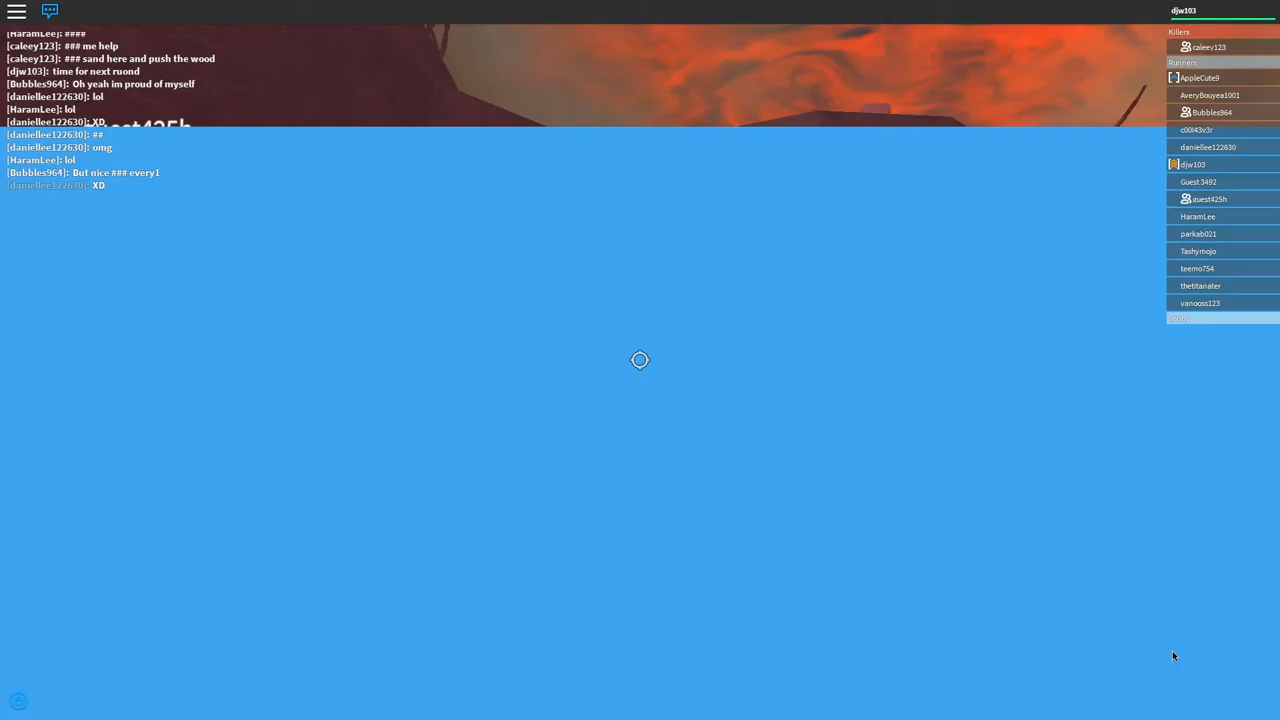 djw103
[HaramLee]: ####
[caleey123]: ### me help
[caleey123]: ### sand here and push the wood
[djw103]: time for next ruond
[Bubbles964]: Oh yeah im proud of myself
[daniellee122630]: lol
[HaramLee]: lol
[daniellee122630]: XD
[daniellee122630]: ##
[daniellee122630]: omg
[HaramLee]: lol
[Bubbles964]: But nice ### every1
[daniellee122630]: XD
Killers
caleey123
Runners
AppleCute9
AveryBouyea1001
Bubbles964
c00l43v3r
daniellee122630
djw103
Guest3492
guest425h
HaramLee
parkab021
Tashymojo
teemo754
thetitanater
vanooss123